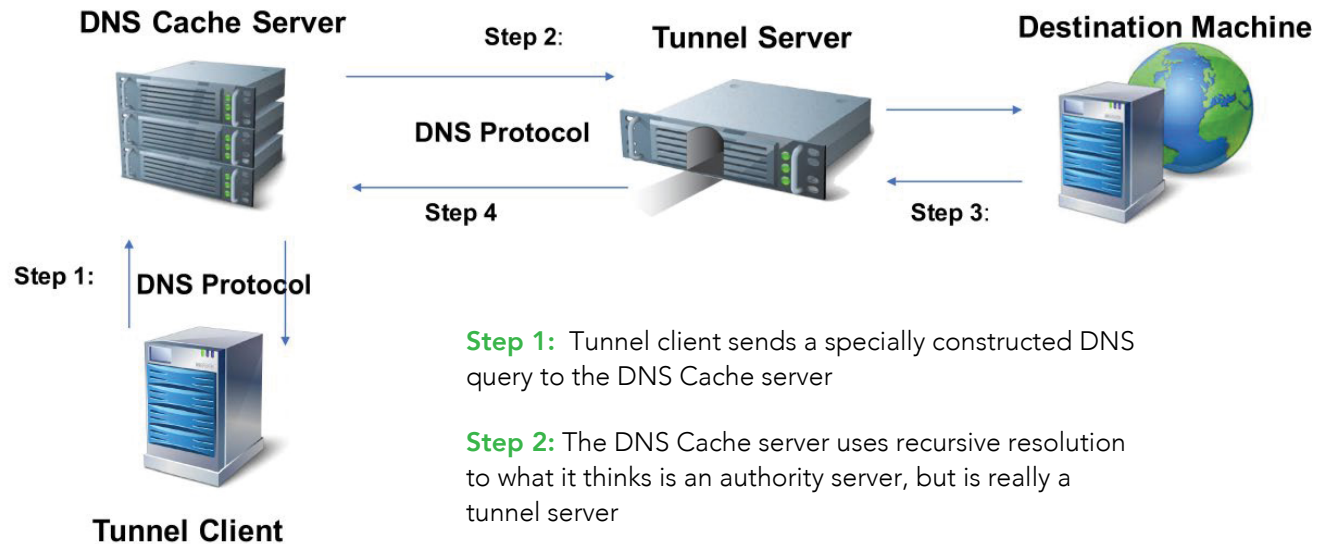 DNS Cache Server
Step 2:
Tunnel Server
Destination Machine
DNS Protocol
Step 4
Step 3:
Step 1:
DNS Protocol
Tunnel Client
Step 1: Tunnel client sends a specially constructed DNS
query to the DNS Cache server
Step 2: The DNS Cache server uses recursive resolution
to what it thinks is an authority server, but is really a
tunnel server